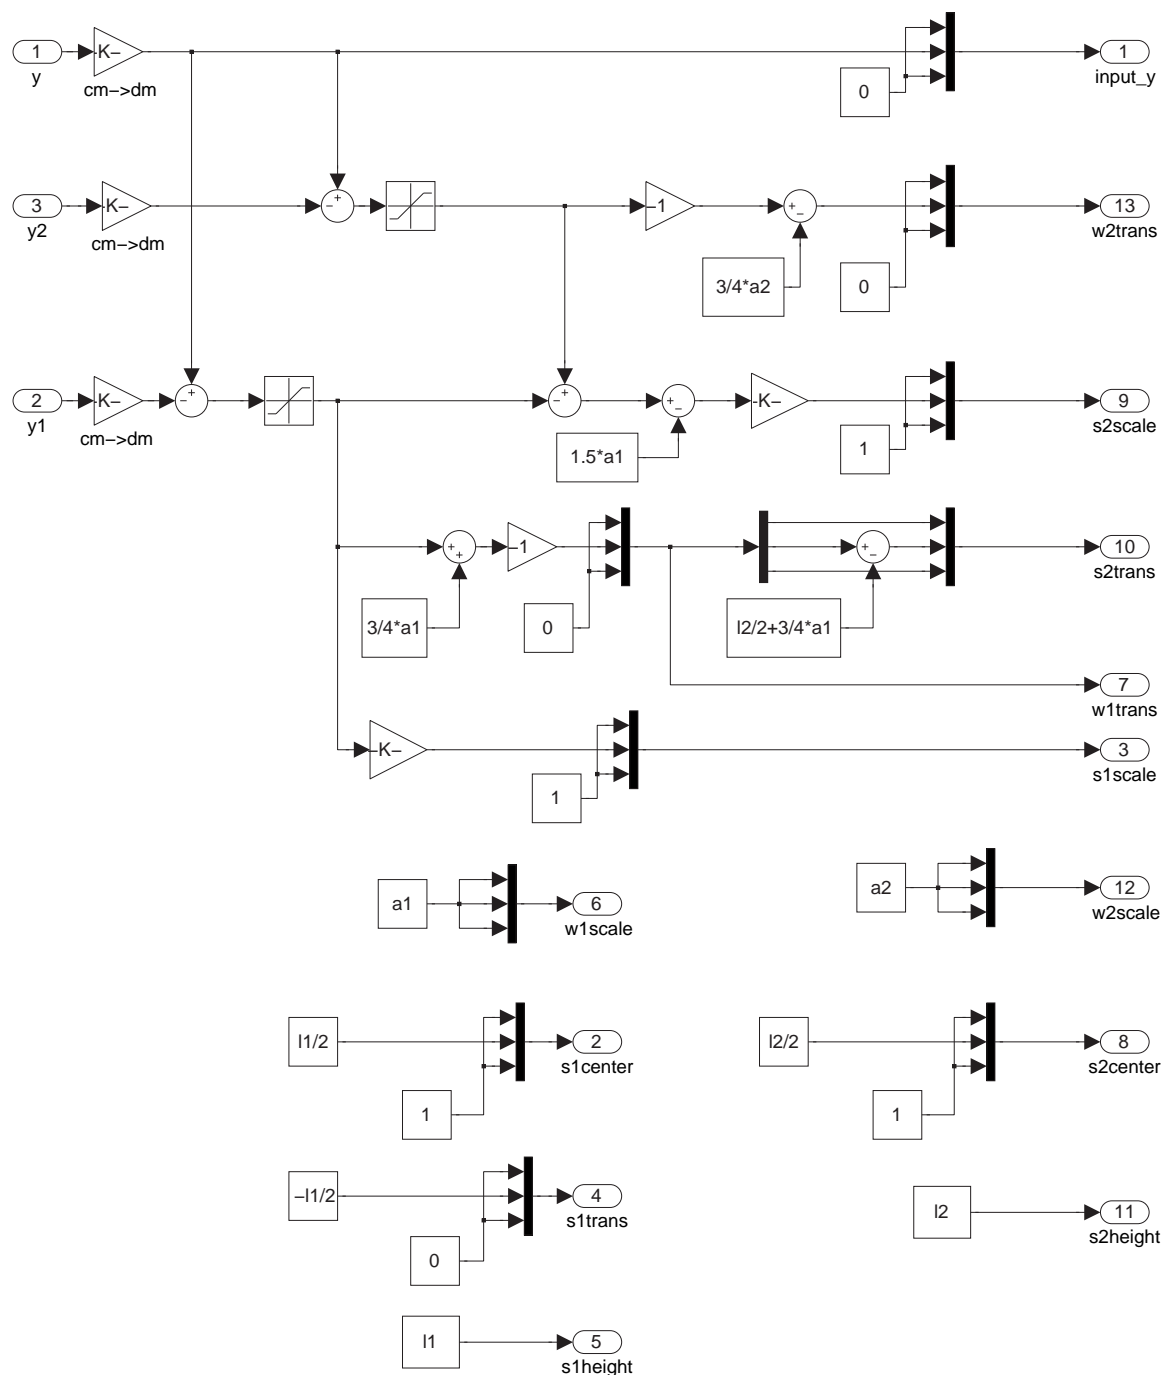 1
−K−
y
cm−>dm
0
1
input_y
3
−K−
y2
cm−>dm
+
−
−1
+
−
3/4*a2
0
13
w2trans
2
−K−
y1
cm−>dm
+
−
+
−
+
−
1.5*a1
−K−
1
9
s2scale
+
+
3/4*a1
−1
0
+
−
l2/2+3/4*a1
10
s2trans
7
w1trans
−K−
1
3
s1scale
a1
6
w1scale
a2
12
w2scale
l1/2
1
2
s1center
l2/2
1
8
s2center
−l1/2
0
4
s1trans
l2
11
s2height
l1
5
s1height